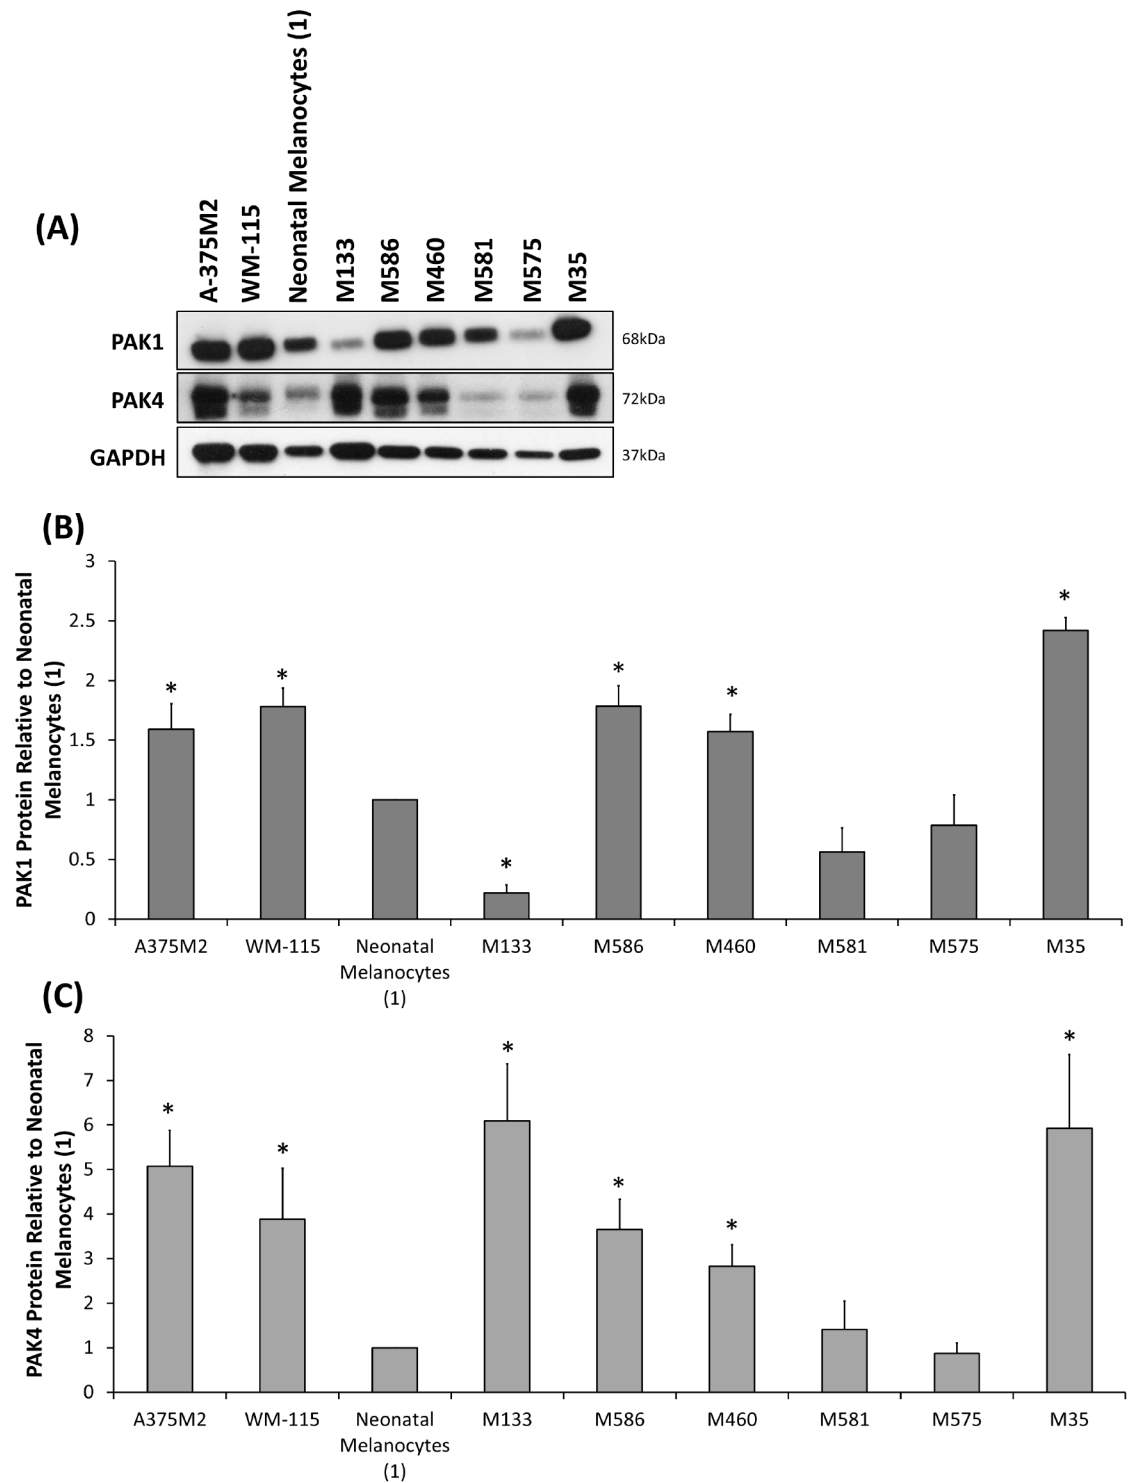 (A)
A-375M2
WM-115
Neonatal Melanocytes (1)
M133
M586
M460
M581
M575
M35
PAK1
68kDa
PAK4
72kDa
GAPDH
37kDa
(B)
PAK1 Protein Relative to Neonatal
Melanocytes (1)
3
2.5
2
1.5
1
0.5
0
*
*
*
*
*
*
A375M2
WM-115
Neonatal
Melanocytes
(1)
M133
M586
M460
M581
M575
M35
(C)
PAK4 Protein Relative to Neonatal
Melanocytes (1)
8
7
6
5
4
3
2
1
0
*
*
*
*
*
*
A375M2
WM-115
Neonatal
Melanocytes
(1)
M133
M586
M460
M581
M575
M35